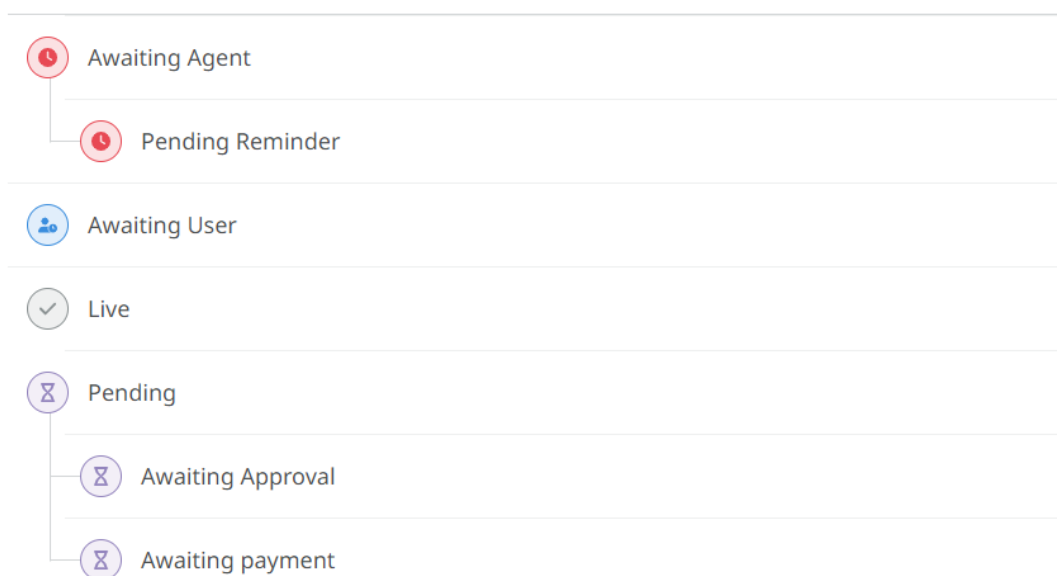 Awaiting Agent
Pending Reminder
Awaiting User
Live
Pending
Awaiting Approval
Awaiting payment